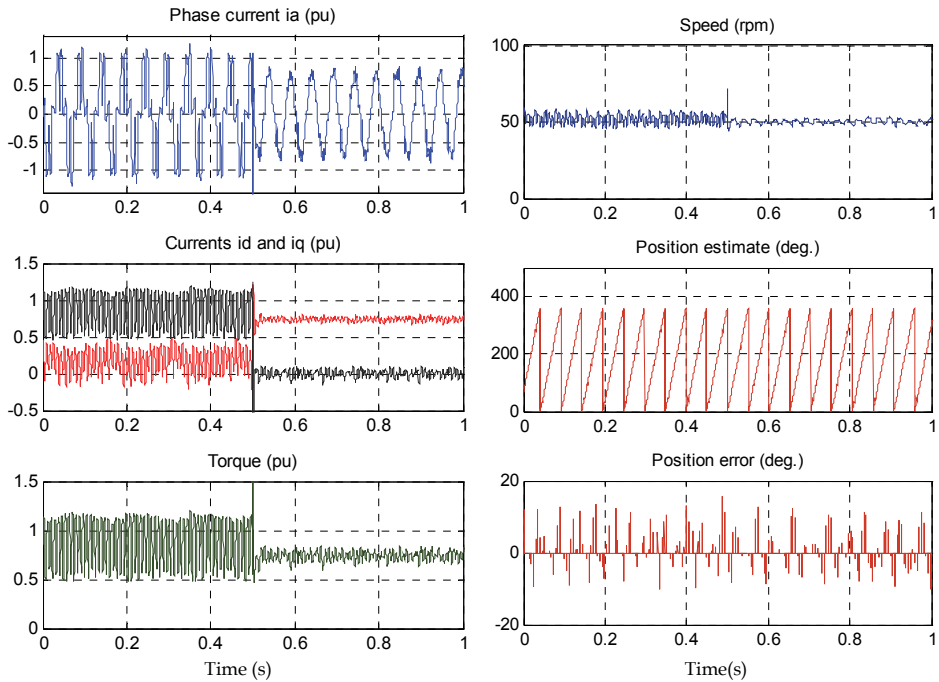 Phase current ia (pu)
1
0.5
0
-0.5
-1
0 0.2 0.4 0.6 0.8 1
Currents id and iq (pu)
1.5
1
0.5
0
-0.5
0 0.2 0.4 0.6 0.8 1
Torque (pu)
1.5
1
0.5
0
0 0.2 0.4 0.6 0.8 1
Time (s)
Speed (rpm)
100
50
0
0 0.2 0.4 0.6 0.8 1
Position estimate (deg.)
400
200
0
0 0.2 0.4 0.6 0.8 1
Position error (deg.)
20
0
-20
0 0.2 0.4 0.6 0.8 1
Time(s)